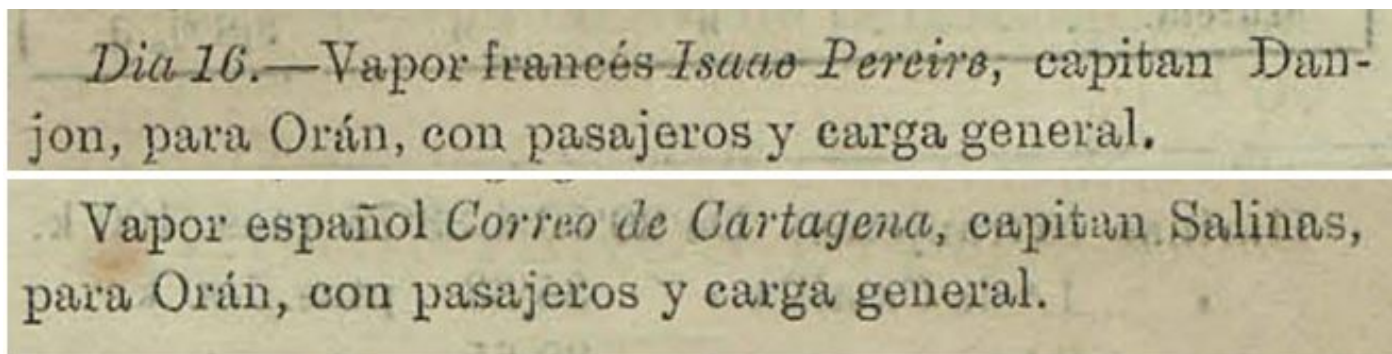 Dia 16.—Vapor francés Isaac Pereire, capitan Dan-
jon, para Orán, con pasajeros y carga general.
Vapor español Correo de Cartagena, capitan Salinas,
para Orán, con pasajeros y carga general.